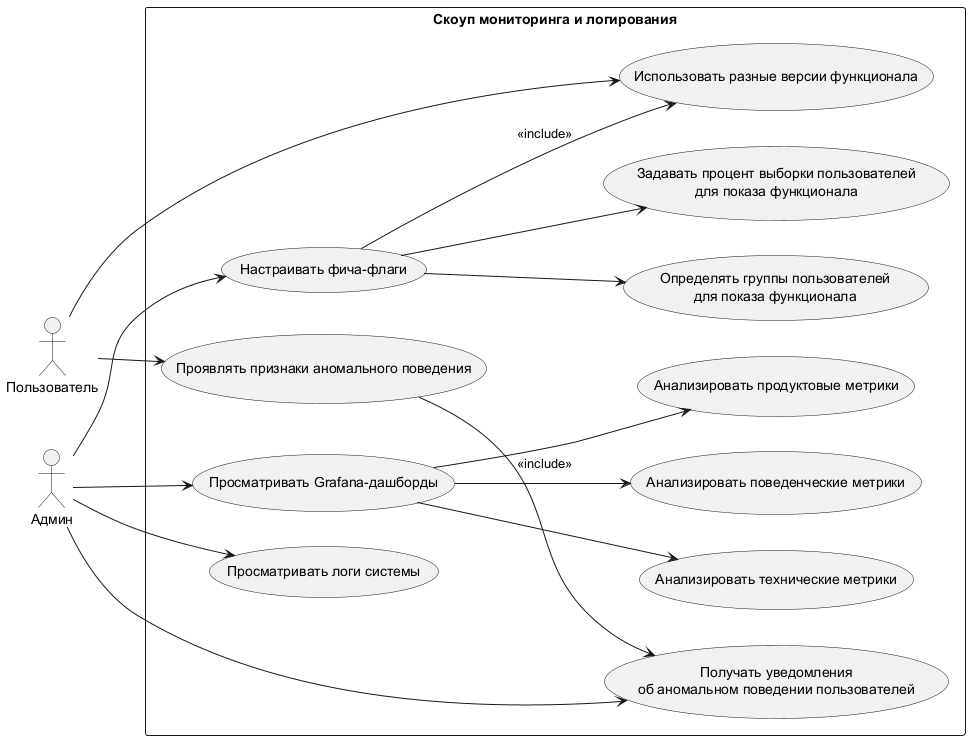 Скоуп мониторинга и логирования
Использовать разные версии функционала
«include»
Задавать процент выборки пользователей
для показа функционала
Настраивать фича-флаги
Определять группы пользователей
для показа функционала
Пользователь
Проявлять признаки аномального поведения
Анализировать продуктовые метрики
«include»
Просматривать Grafana-дашборды
Анализировать поведенческие метрики
Админ
Просматривать логи системы
Анализировать технические метрики
Получать уведомления
об аномальном поведении пользователей